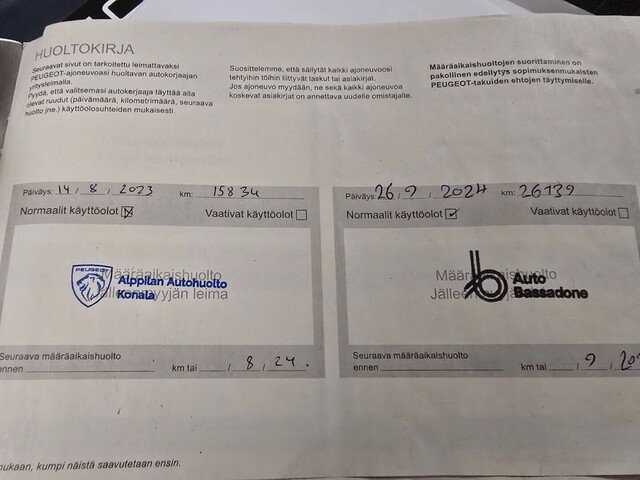 HUOLTOKIRJA
Seuraavat sivut on tarkoitettu leimattavaksi
PEUGEOT-ajoneuvoasi huoltavan autokorjaajan
yritysleimalla.
Pyydä, että valitsemasi autokorjaaja täyttää alla
olevat ruudut (päivämäärä, kilometrimäärä, seuraava
huolto jne.) käyttöolosuhteiden mukaisesti.
Suosittelemme, että säilytät kaikki ajoneuvoosi
tehtyihin töihin liittyvät laskut tai asiakirjat.
Jos ajoneuvo myydään, ne sekä kaikki ajoneuvoa
koskevat asiakirjat on annettava uudelle omistajalle.
Määräaikaishuoltojen suorittaminen on
pakollinen edellytys sopimuksenmukaisten
PEUGEOT-takuiden ehtojen täyttymiselle.
Päiväys: 14 / 8 / 2023 km: 15834
Normaalit käyttöolot Vaativat käyttöolot
Määräaikaishuolto
Jälleenmyyjän leima
PEUGEOT
Alppilan Autohuolto
Konala
Seuraava määräaikaishuolto
ennen km tai / 8 / 24.
Päiväys: 26 / 9 / 2024 km: 26139
Normaalit käyttöolot Vaativat käyttöolot
Auto
Bassadone
Seuraava määräaikaishuolto
ennen km tai / 9 /
mukaan, kumpi näistä saavutetaan ensin.